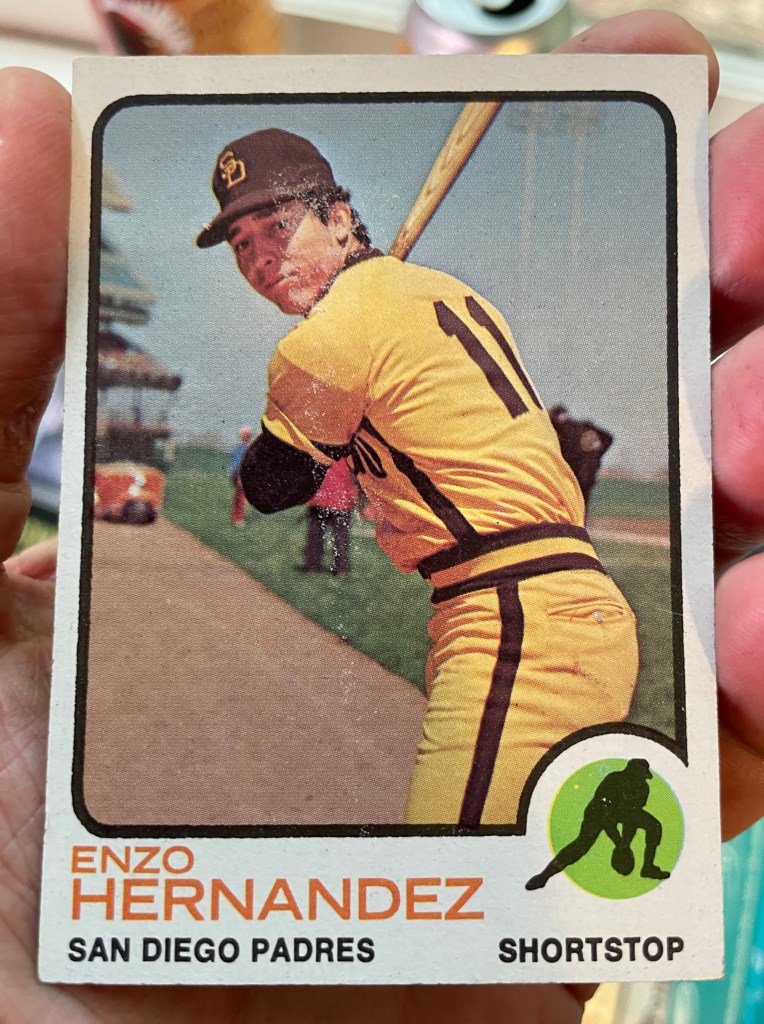 SD
11
ENZO
HERNANDEZ
SAN DIEGO PADRES
SHORTSTOP